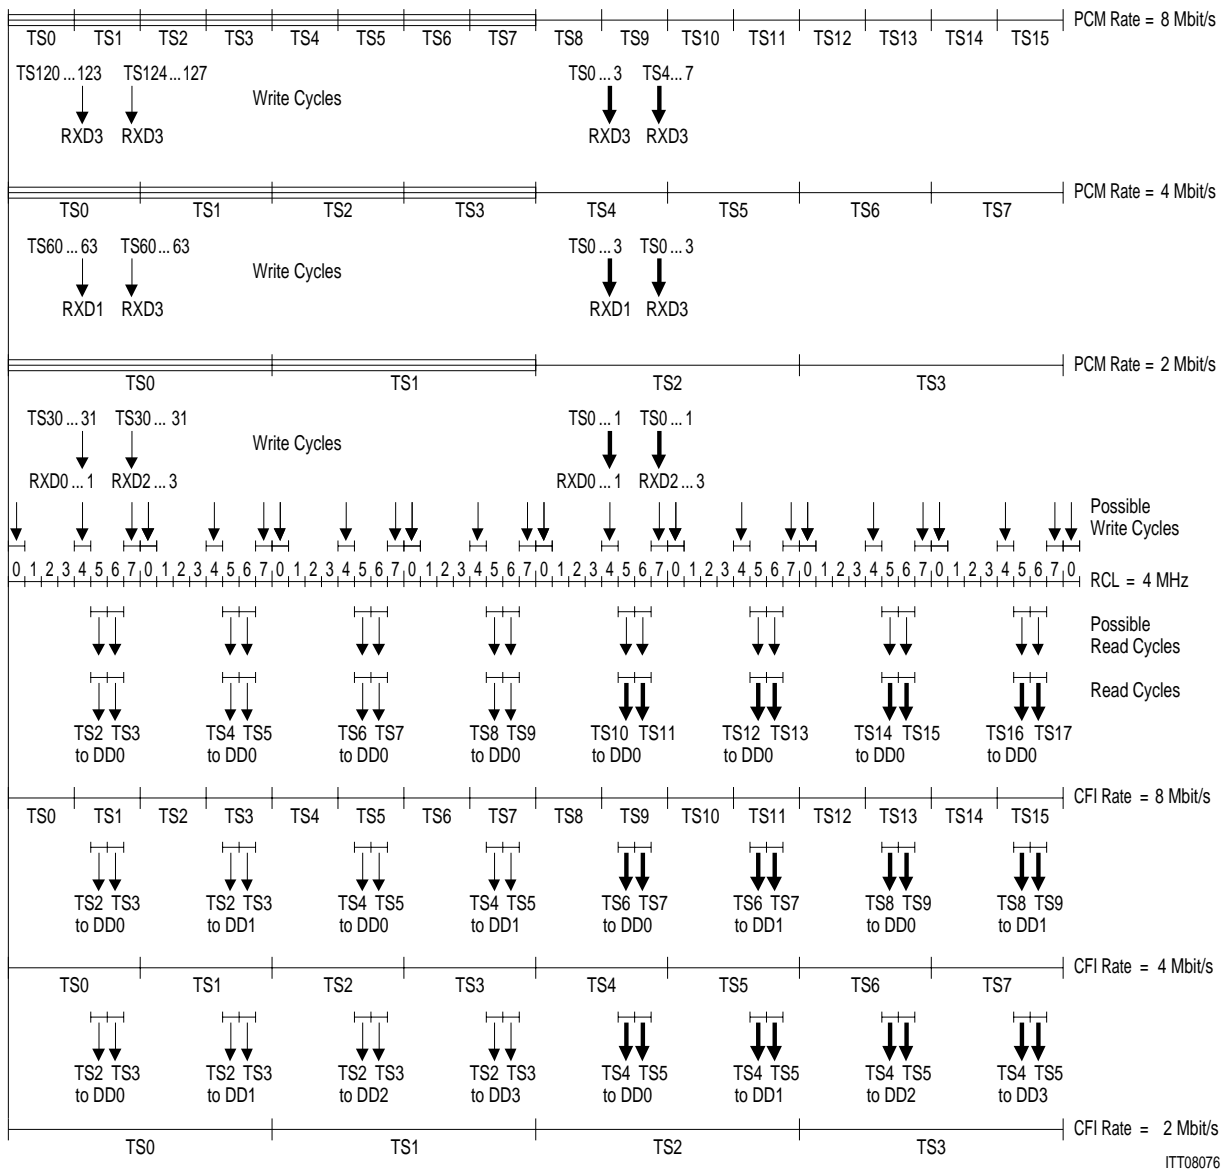 PCM Rate = 8 Mbit/s
TS0 TS1 TS2 TS3 TS4 TS5 TS6 TS7 TS8 TS9 TS10 TS11 TS12 TS13 TS14 TS15
TS120 ... 123 TS124 ... 127 TS0 ... 3 TS4 ... 7
Write Cycles
RXD3 RXD3 RXD3 RXD3
PCM Rate = 4 Mbit/s
TS0 TS1 TS2 TS3 TS4 TS5 TS6 TS7
TS60 ... 63 TS60 ... 63 TS0 ... 3 TS0 ... 3
Write Cycles
RXD1 RXD3 RXD1 RXD3
PCM Rate = 2 Mbit/s
TS0 TS1 TS2 TS3
TS30 ... 31 TS30 ... 31 TS0 ... 1 TS0 ... 1
Write Cycles
RXD0 ... 1 RXD2 ... 3 RXD0 ... 1 RXD2 ... 3
Possible
Write Cycles
0 1 2 3 4 5 6 7 0 1 2 3 4 5 6 7 0 1 2 3 4 5 6 7 0 1 2 3 4 5 6 7 0 1 2 3 4 5 6 7 0 1 2 3 4 5 6 7 0 1 2 3 4 5 6 7 0 1 2 3 4 5 6 7 0 RCL = 4 MHz
Possible
Read Cycles
Read Cycles
TS2 TS3 TS4 TS5 TS6 TS7 TS8 TS9 TS10 TS11 TS12 TS13 TS14 TS15 TS16 TS17
to DD0 to DD0 to DD0 to DD0 to DD0 to DD0 to DD0 to DD0
CFI Rate = 8 Mbit/s
TS0 TS1 TS2 TS3 TS4 TS5 TS6 TS7 TS8 TS9 TS10 TS11 TS12 TS13 TS14 TS15
TS2 TS3 TS2 TS3 TS4 TS5 TS4 TS5 TS6 TS7 TS6 TS7 TS8 TS9 TS8 TS9
to DD0 to DD1 to DD0 to DD1 to DD0 to DD1 to DD0 to DD1
CFI Rate = 4 Mbit/s
TS0 TS1 TS2 TS3 TS4 TS5 TS6 TS7
TS2 TS3 TS2 TS3 TS2 TS3 TS2 TS3 TS4 TS5 TS4 TS5 TS4 TS5 TS4 TS5
to DD0 to DD1 to DD2 to DD3 to DD0 to DD1 to DD2 to DD3
CFI Rate = 2 Mbit/s
TS0 TS1 TS2 TS3
ITT08076